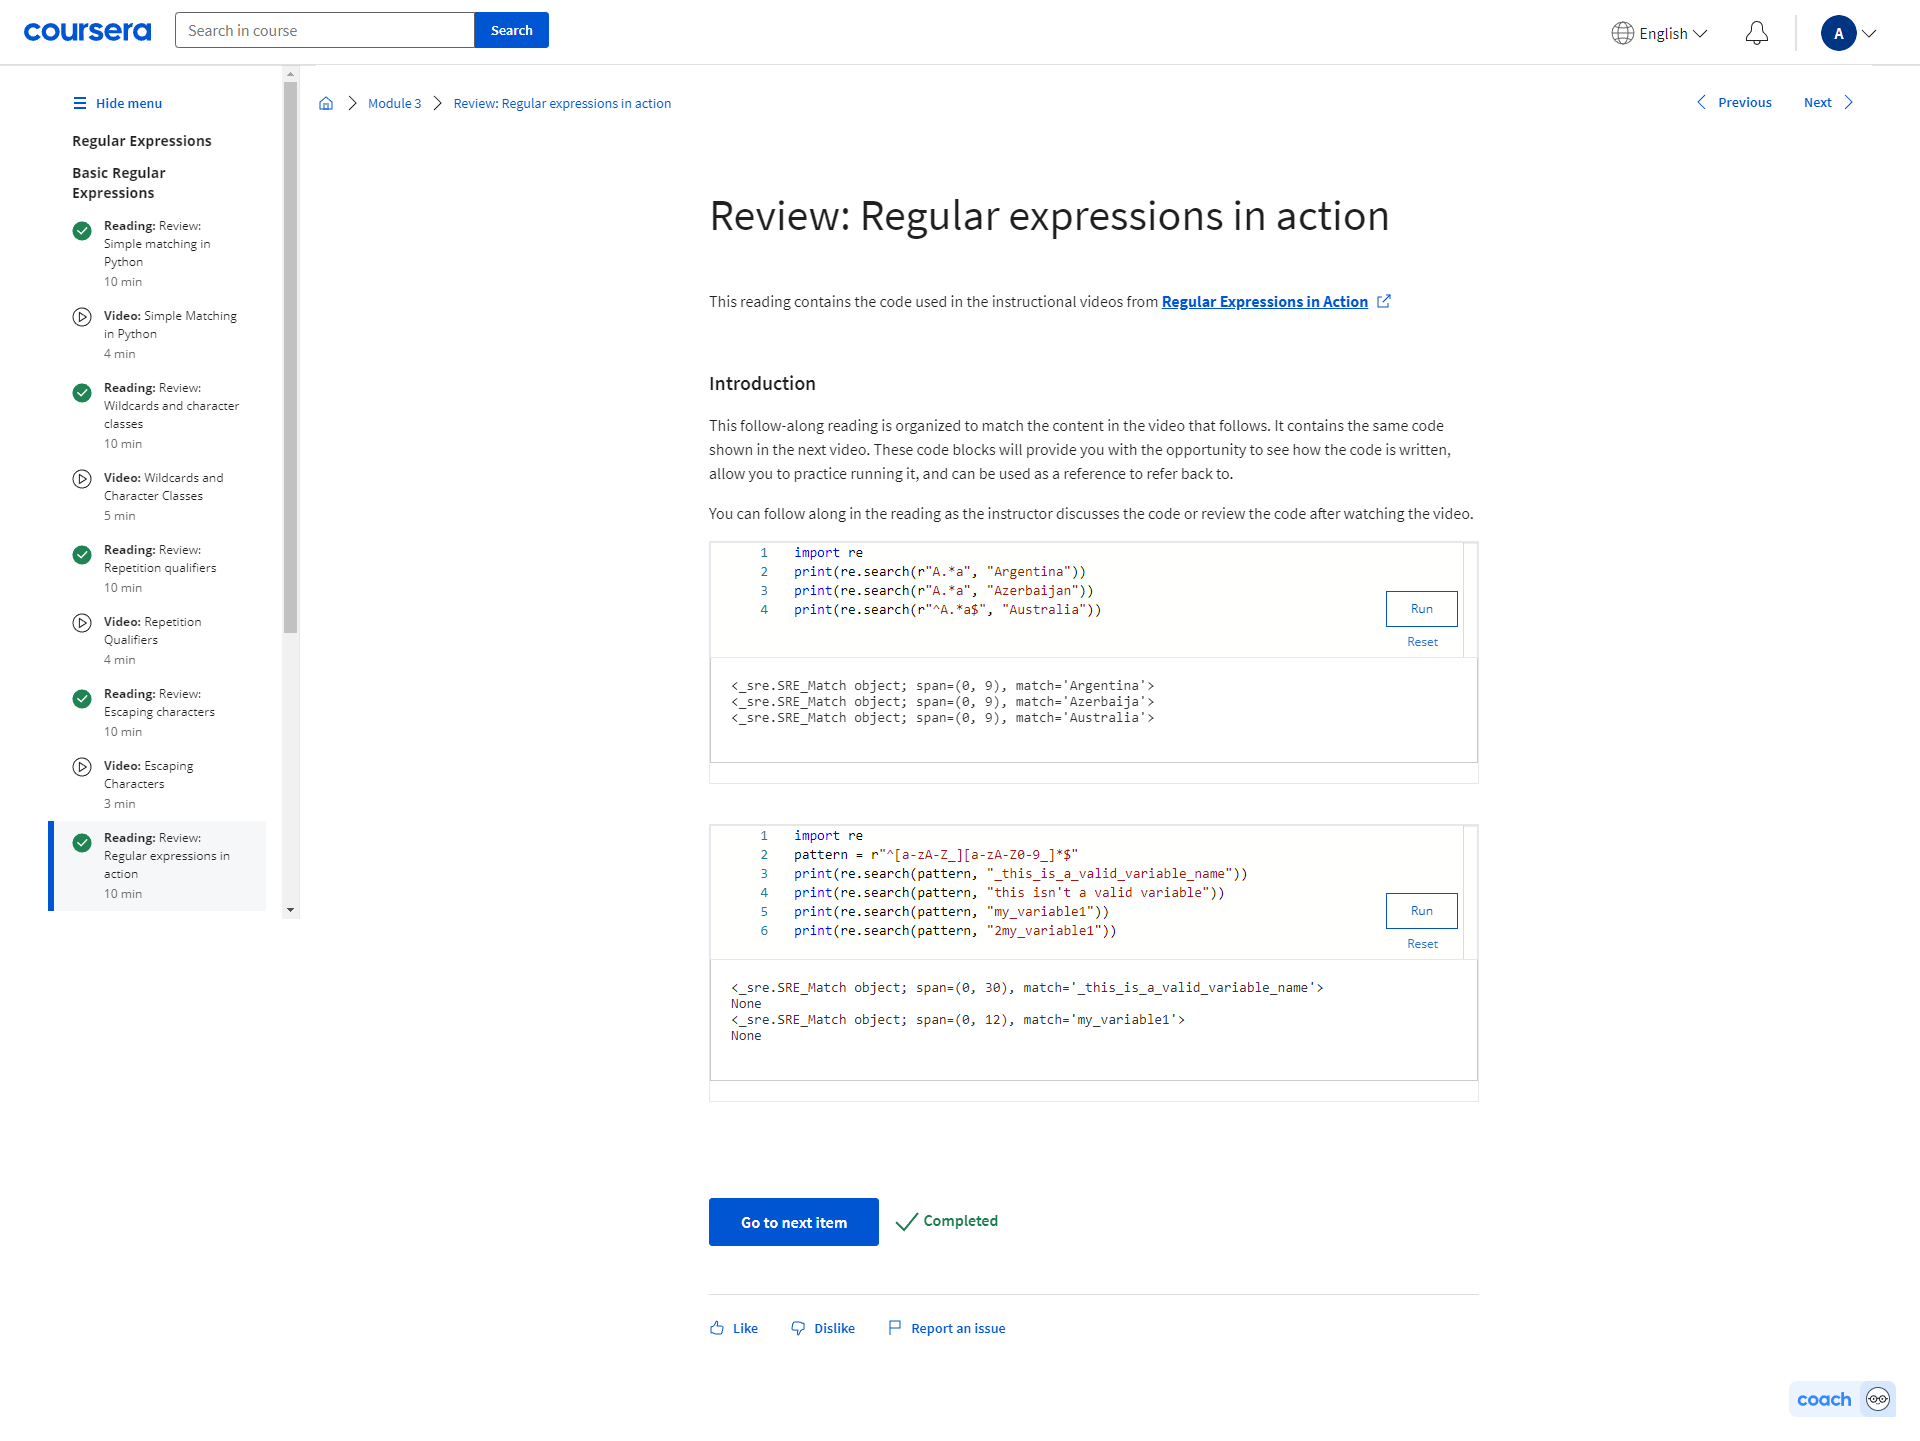 coursera
Search in course
Search
English
A
Hide menu
Regular Expressions
Basic Regular
Expressions
Reading: Review:
Simple matching in
Python
10 min
Video: Simple Matching
in Python
4 min
Reading: Review:
Wildcards and character
classes
10 min
Video: Wildcards and
Character Classes
5 min
Reading: Review:
Repetition qualifiers
10 min
Video: Repetition
Qualifiers
4 min
Reading: Review:
Escaping characters
10 min
Video: Escaping
Characters
3 min
Reading: Review:
Regular expressions in
action
10 min
Module 3
Review: Regular expressions in action
Previous
Next
Review: Regular expressions in action
This reading contains the code used in the instructional videos from Regular Expressions in Action
Introduction
This follow-along reading is organized to match the content in the video that follows. It contains the same code
shown in the next video. These code blocks will provide you with the opportunity to see how the code is written,
allow you to practice running it, and can be used as a reference to refer back to.
You can follow along in the reading as the instructor discusses the code or review the code after watching the video.
1 import re
2 print(re.search(r"A.*a", "Argentina"))
3 print(re.search(r"A.*a", "Azerbaijan"))
4 print(re.search(r"^A.*a$", "Australia"))
Run
Reset
<_sre.SRE_Match object; span=(0, 9), match='Argentina'>
<_sre.SRE_Match object; span=(0, 9), match='Azerbaija'>
<_sre.SRE_Match object; span=(0, 9), match='Australia'>
1 import re
2 pattern = r"^[a-zA-Z_][a-zA-Z0-9_]*$"
3 print(re.search(pattern, "_this_is_a_valid_variable_name"))
4 print(re.search(pattern, "this isn't a valid variable"))
5 print(re.search(pattern, "my_variable1"))
6 print(re.search(pattern, "2my_variable1"))
Run
Reset
<_sre.SRE_Match object; span=(0, 30), match='_this_is_a_valid_variable_name'>
None
<_sre.SRE_Match object; span=(0, 12), match='my_variable1'>
None
Go to next item
Completed
Like
Dislike
Report an issue
coach